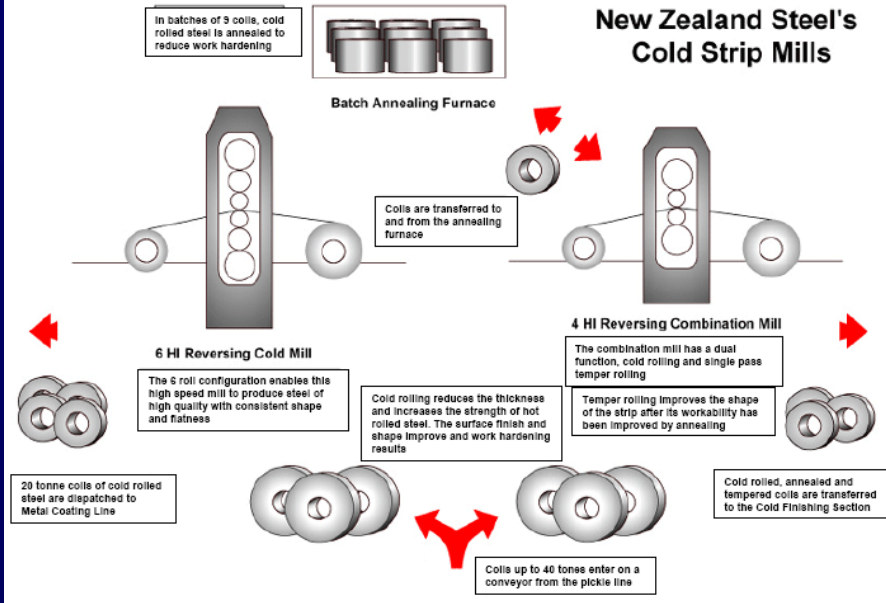 New Zealand Steel's
Cold Strip Mills
In batches of 9 coils, cold
rolled steel is annealed to
reduce work hardening
Batch Annealing Furnace
Coils are transferred to
and from the annealing
furnace
6 HI Reversing Cold Mill
The 6 roll configuration enables this
high speed mill to produce steel of
high quality with consistent shape
and flatness
4 HI Reversing Combination Mill
The combination mill has a dual
function, cold rolling and single pass
temper rolling
Temper rolling improves the
shape of the strip after its workability has
been improved by annealing
Cold rolling reduces the thickness
and increases the strength of hot
rolled steel. The surface finish and
shape improve and work hardening
results
20 tonne coils of cold rolled
steel are dispatched to
Metal Coating Line
Cold rolled, annealed and
tempered coils are transferred
to the Cold Finishing Section
Coils up to 40 tones enter on a
conveyor from the pickle line